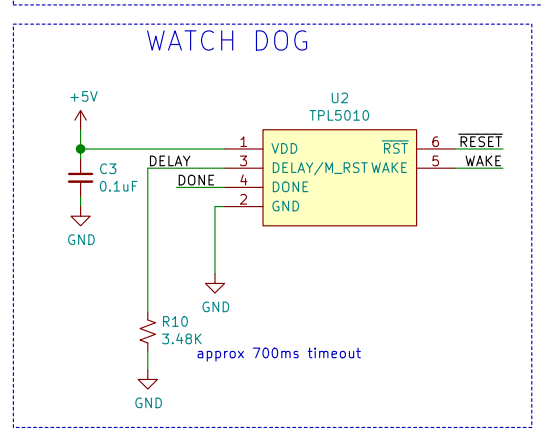 WATCH DOG
+5V
U2
TPL5010
1
VDD
RST
6
RESET
DELAY
3
DELAY/M_RST
WAKE
5
WAKE
C3
0.1uF
DONE
4
DONE
2
GND
GND
GND
R10
3.48K
approx 700ms timeout
GND